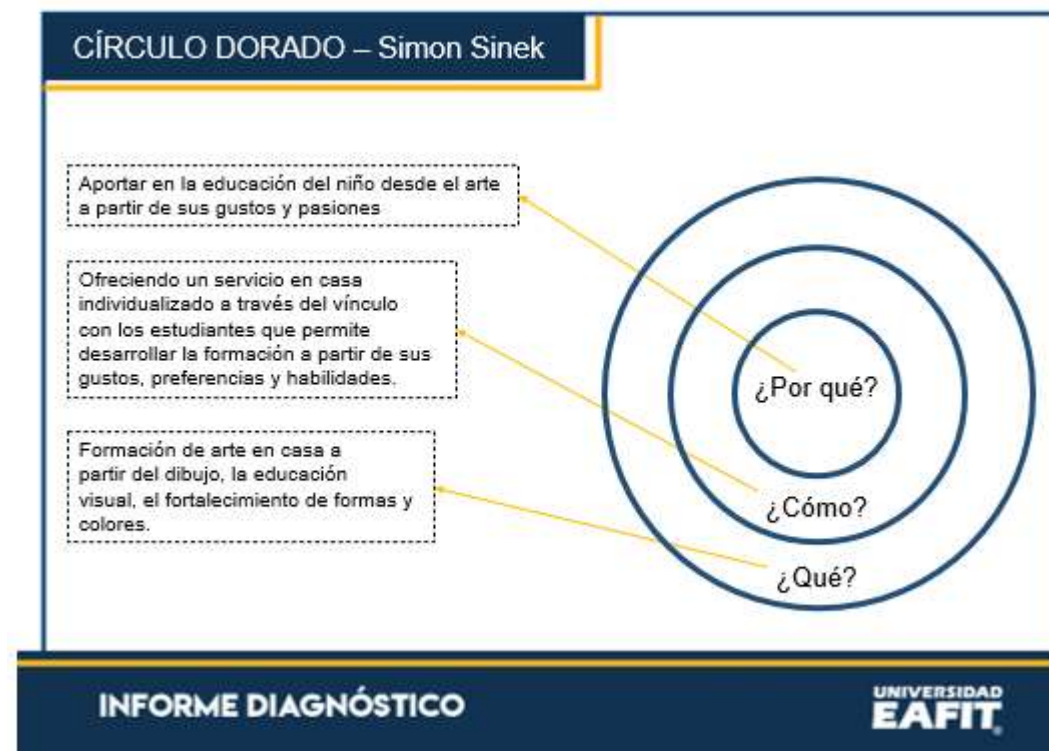 CÍRCULO DORADO – Simon Sinek
Aportar en la educación del niño desde el arte
a partir de sus gustos y pasiones
Ofreciendo un servicio en casa
individualizado a través del vínculo
con los estudiantes que permite
desarrollar la formación a partir de sus
gustos, preferencias y habilidades.
Formación de arte en casa a
partir del dibujo, la educación
visual, el fortalecimiento de formas y
colores.
¿Por qué?
¿Cómo?
¿Qué?
INFORME DIAGNÓSTICO
UNIVERSIDAD
EAFIT